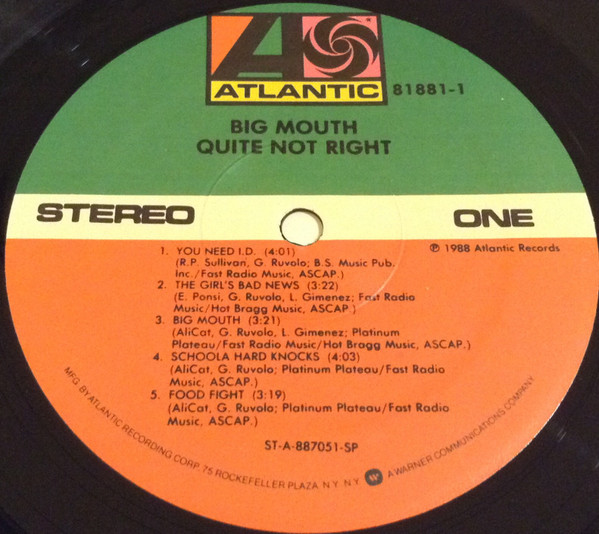 ATLANTIC 81881-1
BIG MOUTH
QUITE NOT RIGHT
STEREO ONE
1. YOU NEED I.D. (4:01) ℗ 1988 Atlantic Records
(R.P. Sullivan, G. Ruvolo; B.S. Music Pub.
Inc./Fast Radio Music, ASCAP.)
2. THE GIRL'S BAD NEWS (3:22)
(E. Ponsi, G. Ruvolo, L. Gimenez; Fast Radio
Music/Hot Bragg Music, ASCAP.)
3. BIG MOUTH (3:21)
(AliCat, G. Ruvolo, L. Gimenez; Platinum
Plateau/Fast Radio Music/Hot Bragg Music, ASCAP.)
4. SCHOOLA HARD KNOCKS (4:03)
(AliCat, G. Ruvolo; Platinum Plateau/Fast Radio
Music, ASCAP.)
5. FOOD FIGHT (3:19)
(AliCat, G. Ruvolo; Platinum Plateau/Fast Radio
Music, ASCAP.)
ST-A-887051-SP
MFG. BY ATLANTIC RECORDING CORP. 75 ROCKEFELLER PLAZA. N.Y. N.Y. A WARNER COMMUNICATIONS COMPANY